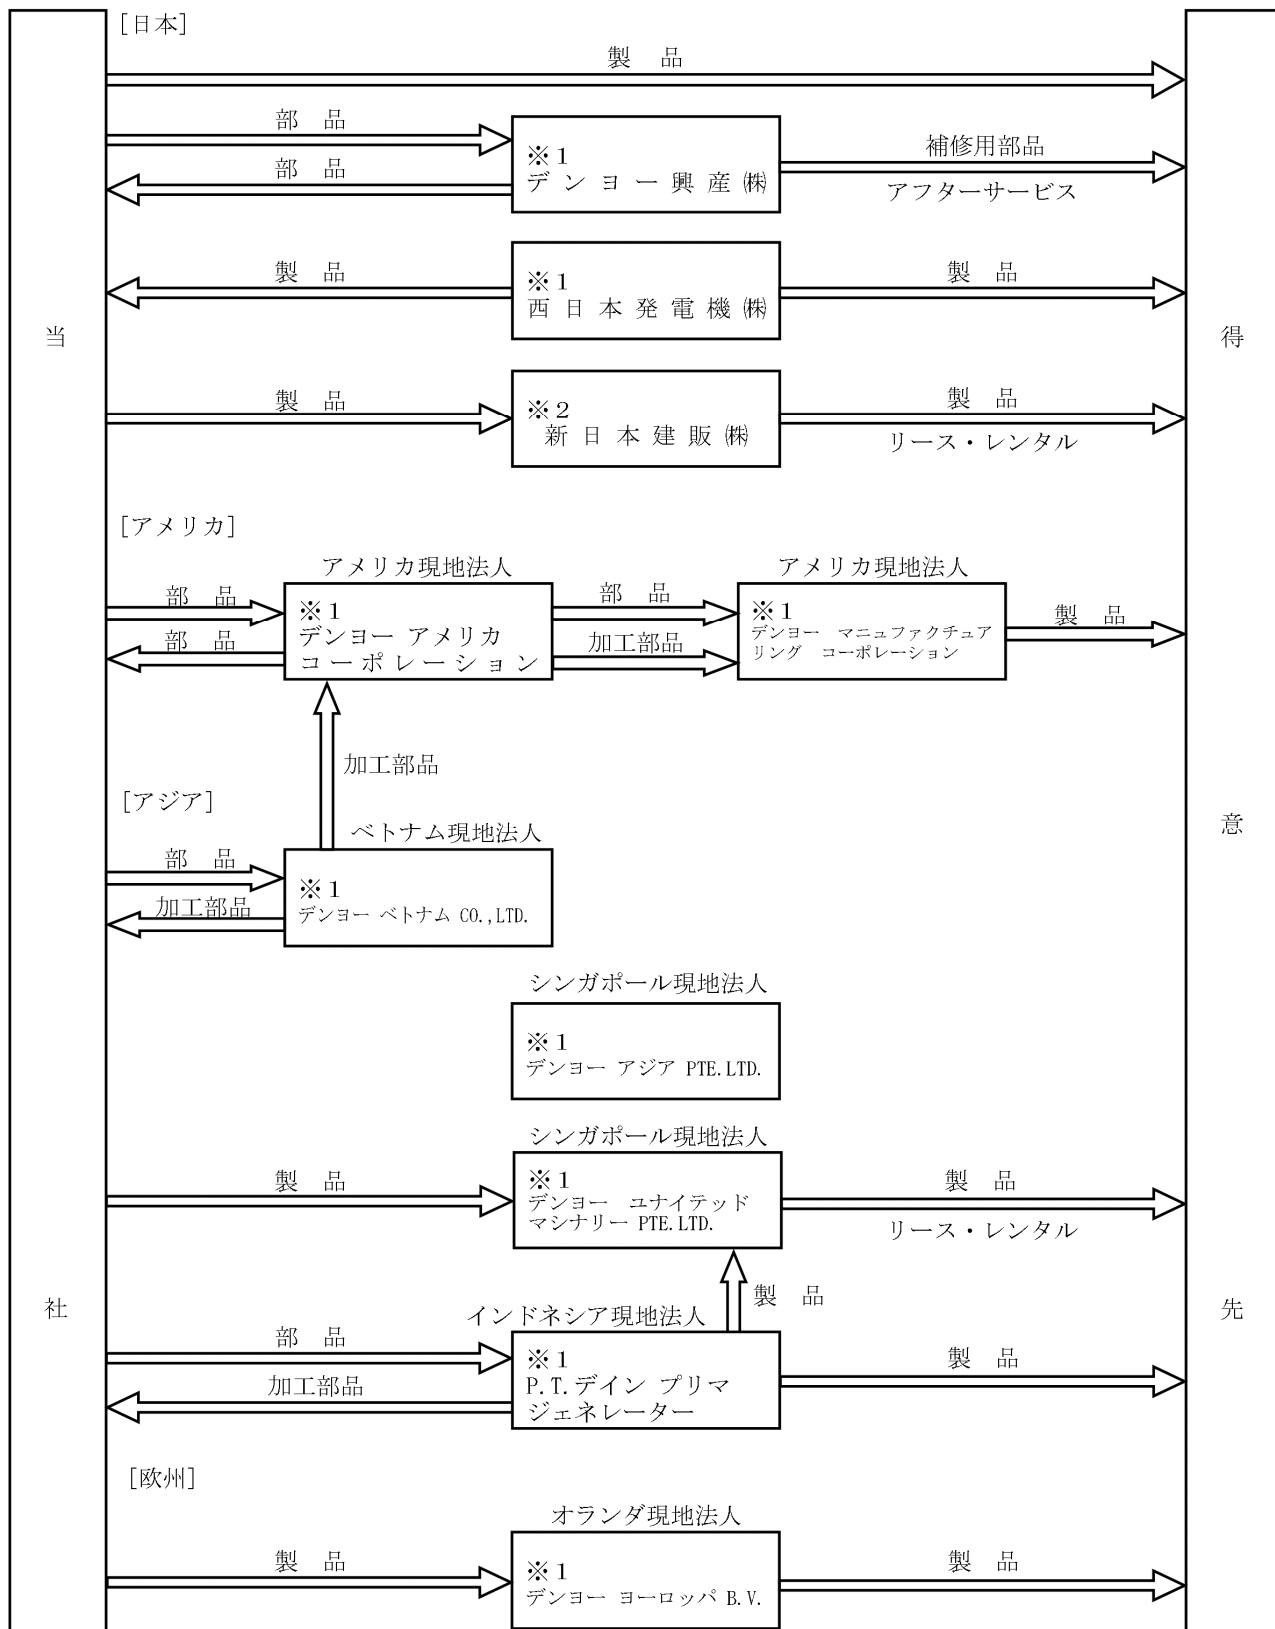 [日本]
製　品
部　品
部　品
※１
デンヨー興産㈱
補修用部品
アフターサービス
製　品
※１
西日本発電機㈱
製　品
当
得
製　品
※２
新日本建販㈱
製　品
リース・レンタル
[アメリカ]
アメリカ現地法人
アメリカ現地法人
部　品
部　品
※１
デンヨー アメリカ
コーポレーション
部　品
加工部品
※１
デンヨー　マニュファクチュア
リング　コーポレーション
製　品
加工部品
[アジア]
意
ベトナム現地法人
部　品
加工部品
※１
デンヨー ベトナム CO.,LTD.
シンガポール現地法人
※１
デンヨー アジア PTE.LTD.
シンガポール現地法人
製　品
※１
デンヨー　ユナイテッド
マシナリー PTE.LTD.
製　品
リース・レンタル
製　品
社
先
インドネシア現地法人
部　品
加工部品
※１
P.T.デイン プリマ
ジェネレーター
製　品
[欧州]
オランダ現地法人
製　品
※１
デンヨー ヨーロッパ B.V.
製　品